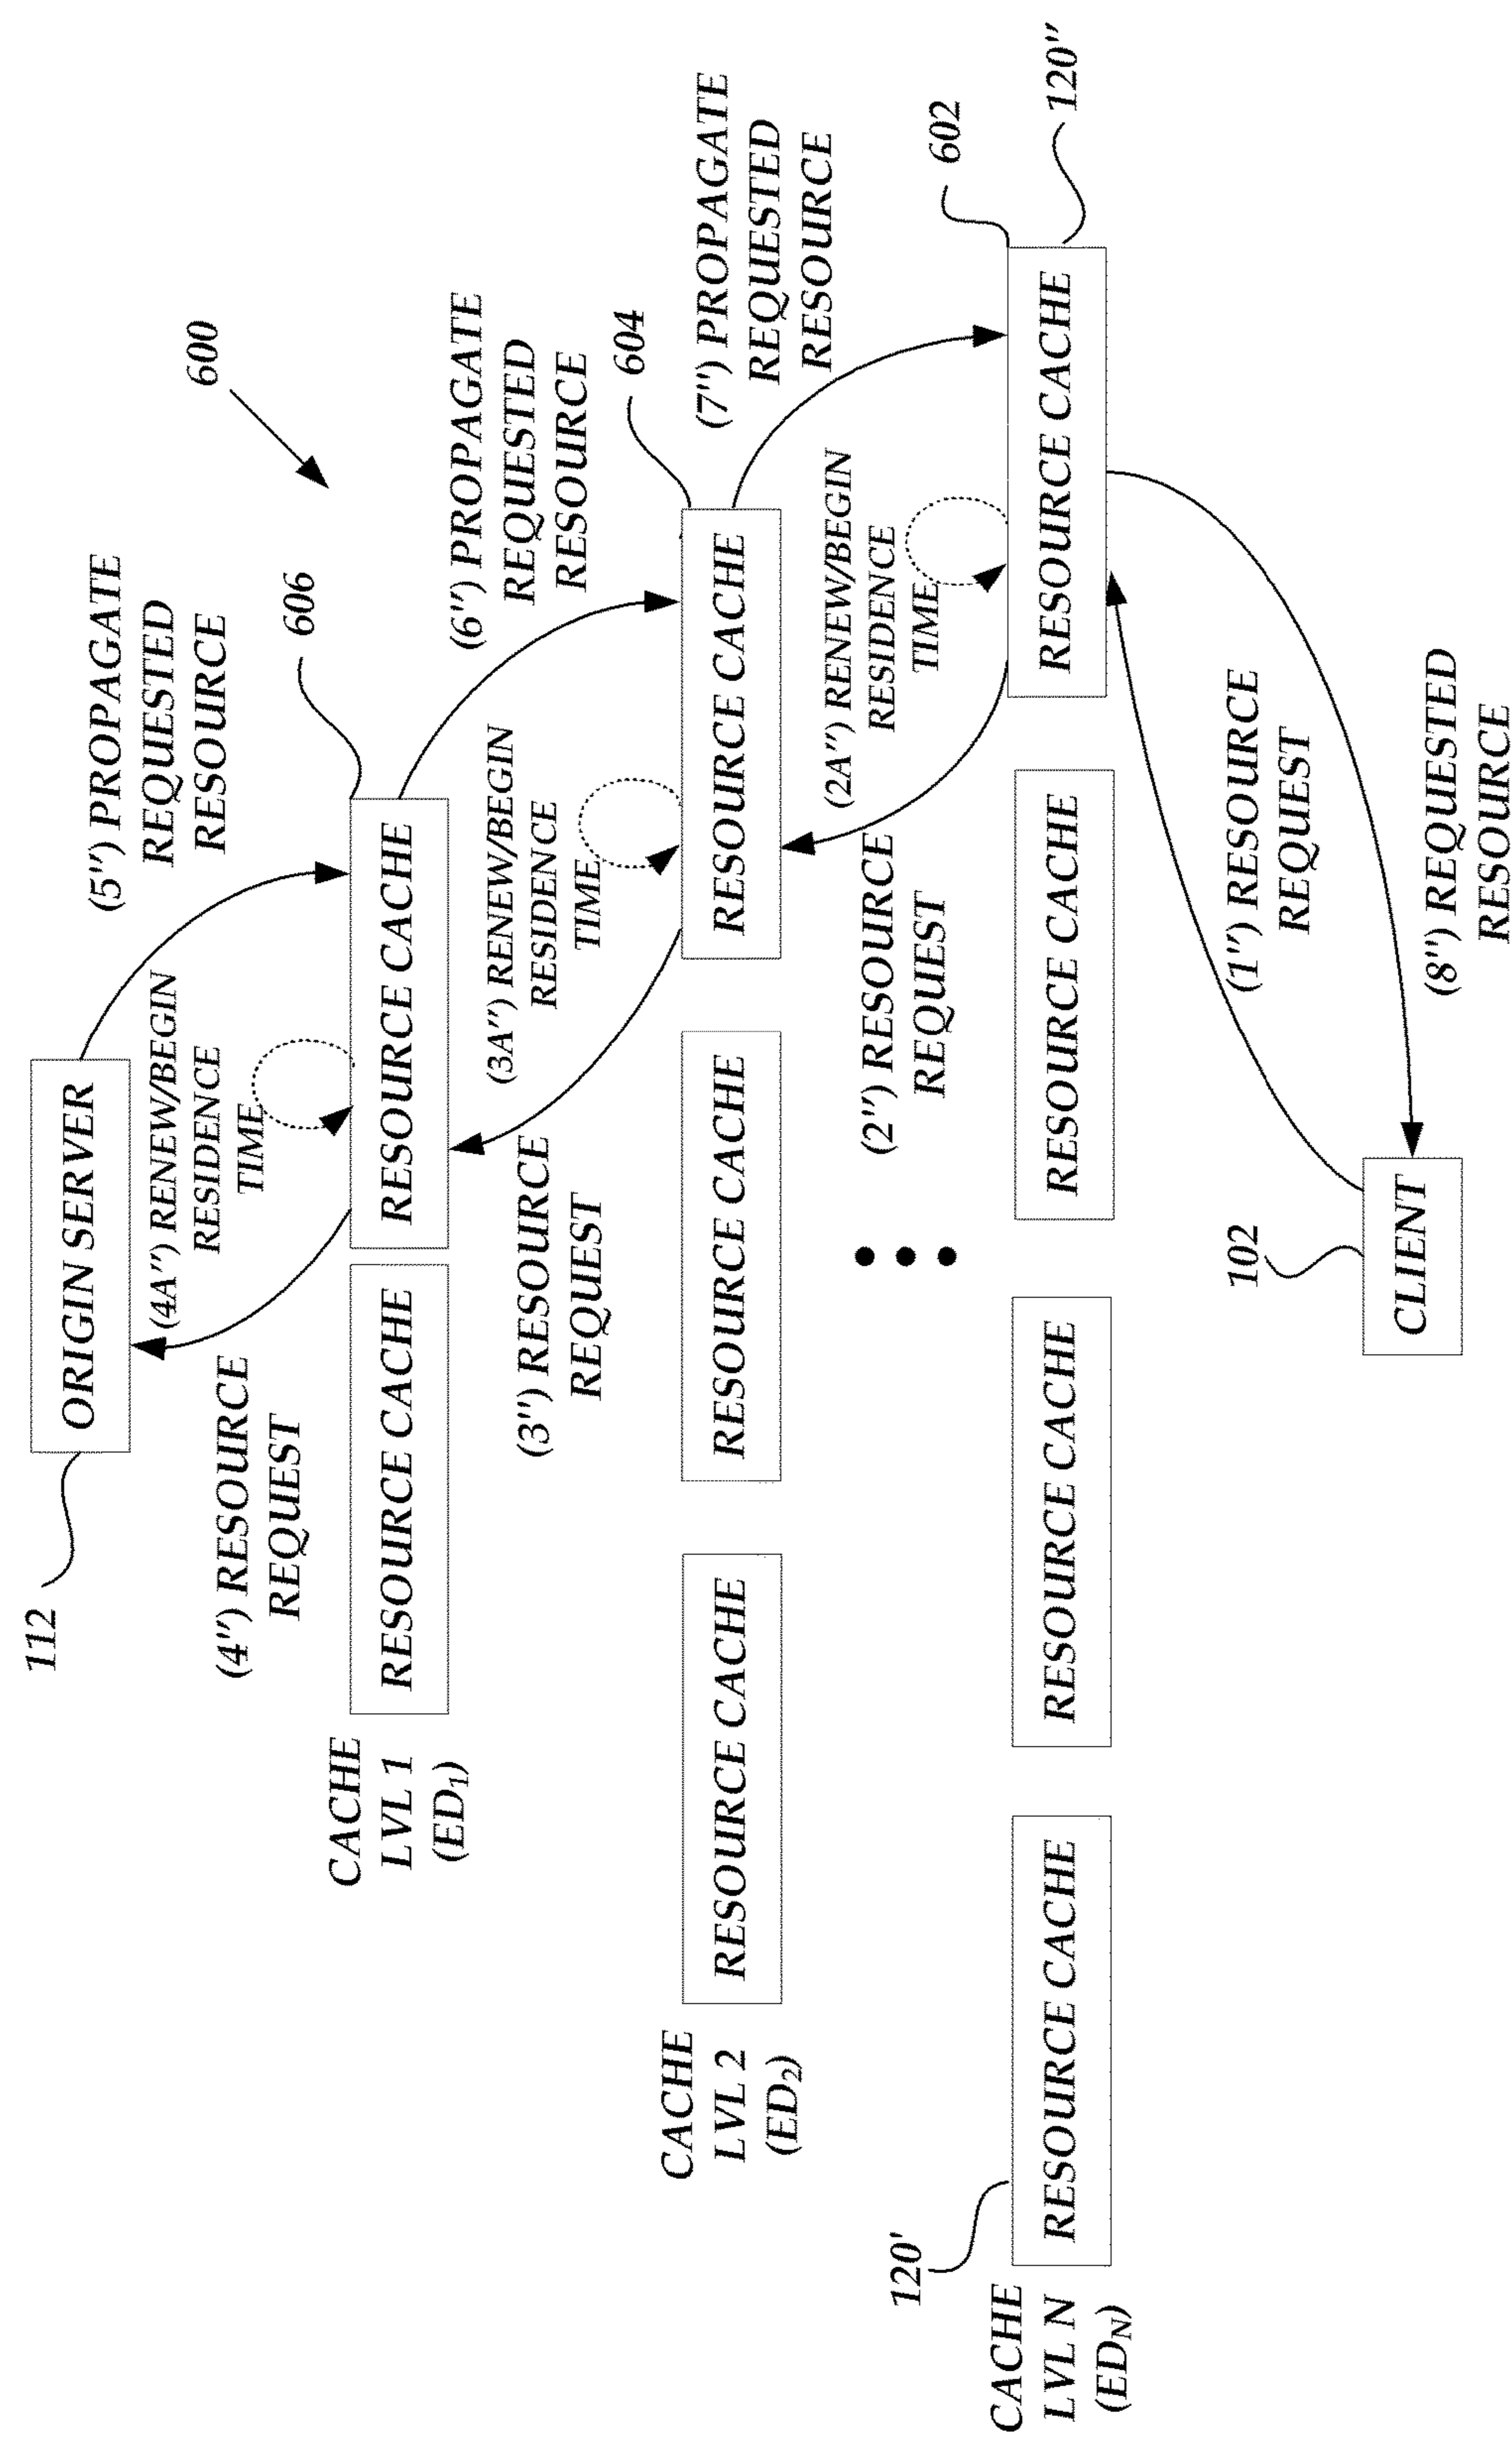 600
112
ORIGIN SERVER
(5'') PROPAGATE
REQUESTED
RESOURCE
(4A'') RENEW/BEGIN
RESIDENCE
TIME
(4'') RESOURCE
REQUEST
606
CACHE
LVL 1
(ED1)
RESOURCE CACHE
RESOURCE CACHE
(6'') PROPAGATE
REQUESTED
RESOURCE
(3A'') RENEW/BEGIN
RESIDENCE
TIME
(3'') RESOURCE
REQUEST
604
CACHE
LVL 2
(ED2)
RESOURCE CACHE
RESOURCE CACHE
RESOURCE CACHE
(7'') PROPAGATE
REQUESTED
RESOURCE
(2A'') RENEW/BEGIN
RESIDENCE
TIME
(2'') RESOURCE
REQUEST
602
120''
120'
CACHE
LVL N
(EDN)
RESOURCE CACHE
RESOURCE CACHE
RESOURCE CACHE
RESOURCE CACHE
(1'') RESOURCE
REQUEST
102
CLIENT
(8'') REQUESTED
RESOURCE